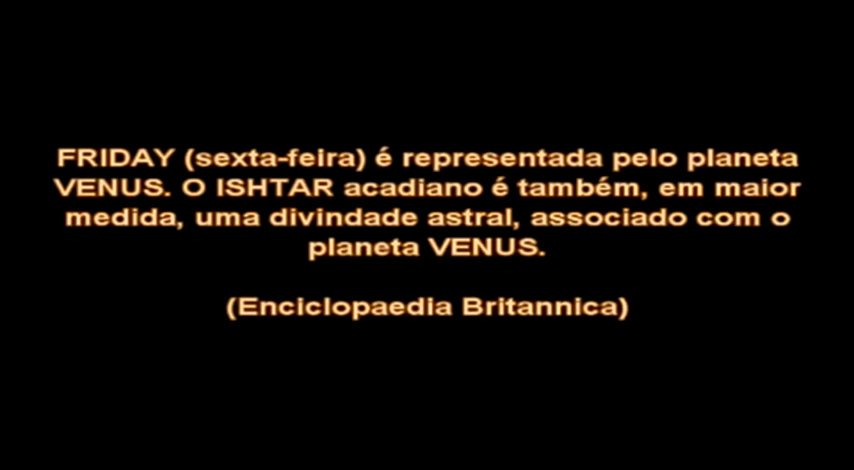 FRIDAY (sexta-feira) é representada pelo planeta
VENUS. O ISHTAR acadiano é também, em maior
medida, uma divindade astral, associado com o
planeta VENUS.
(Enciclopaedia Britannica)